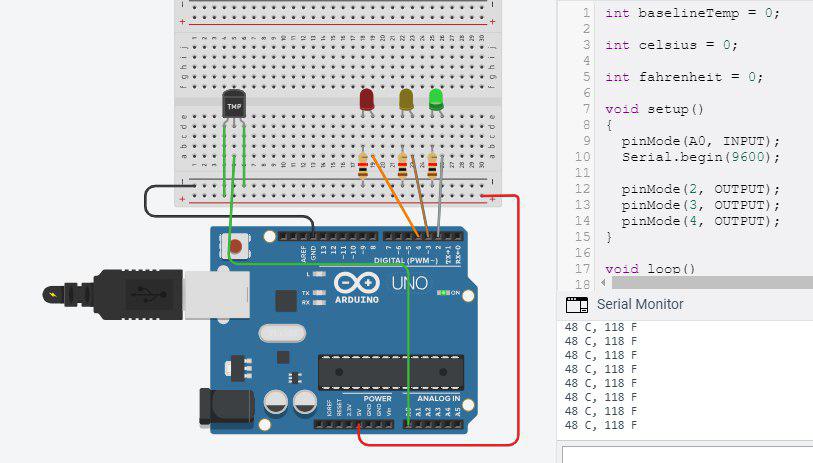 1 int baselineTemp = 0;
2
3 int celsius = 0;
4
5 int fahrenheit = 0;
6
7 void setup()
8 {
9 pinMode(A0, INPUT);
10 Serial.begin(9600);
11
12 pinMode(2, OUTPUT);
13 pinMode(3, OUTPUT);
14 pinMode(4, OUTPUT);
15 }
16
17 void loop()
18
Serial Monitor
48 C, 118 F
48 C, 118 F
48 C, 118 F
48 C, 118 F
48 C, 118 F
48 C, 118 F
48 C, 118 F
48 C, 118 F
TMP
AREF GND 13 12 ~11 ~10 ~9 8 7 ~6 ~5 4 ~3 2 TX→1 RX←0
DIGITAL (PWM~)
L
TX
RX
ARDUINO
UNO
ON
POWER
ANALOG IN
IOREF RESET 3.3V 5V GND GND Vin A0 A1 A2 A3 A4 A5